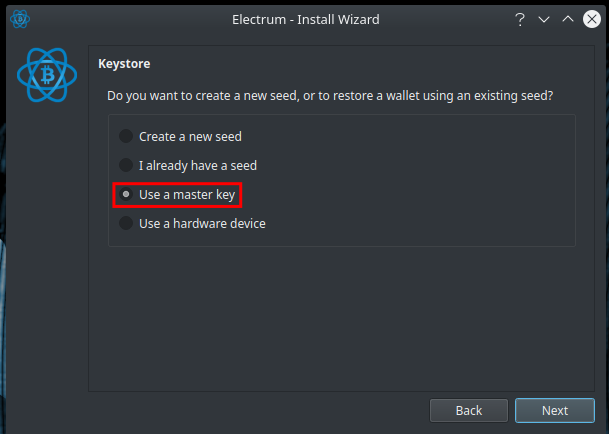 Electrum - Install Wizard
Keystore
Do you want to create a new seed, or to restore a wallet using an existing seed?
Create a new seed
I already have a seed
Use a master key
Use a hardware device
Back
Next